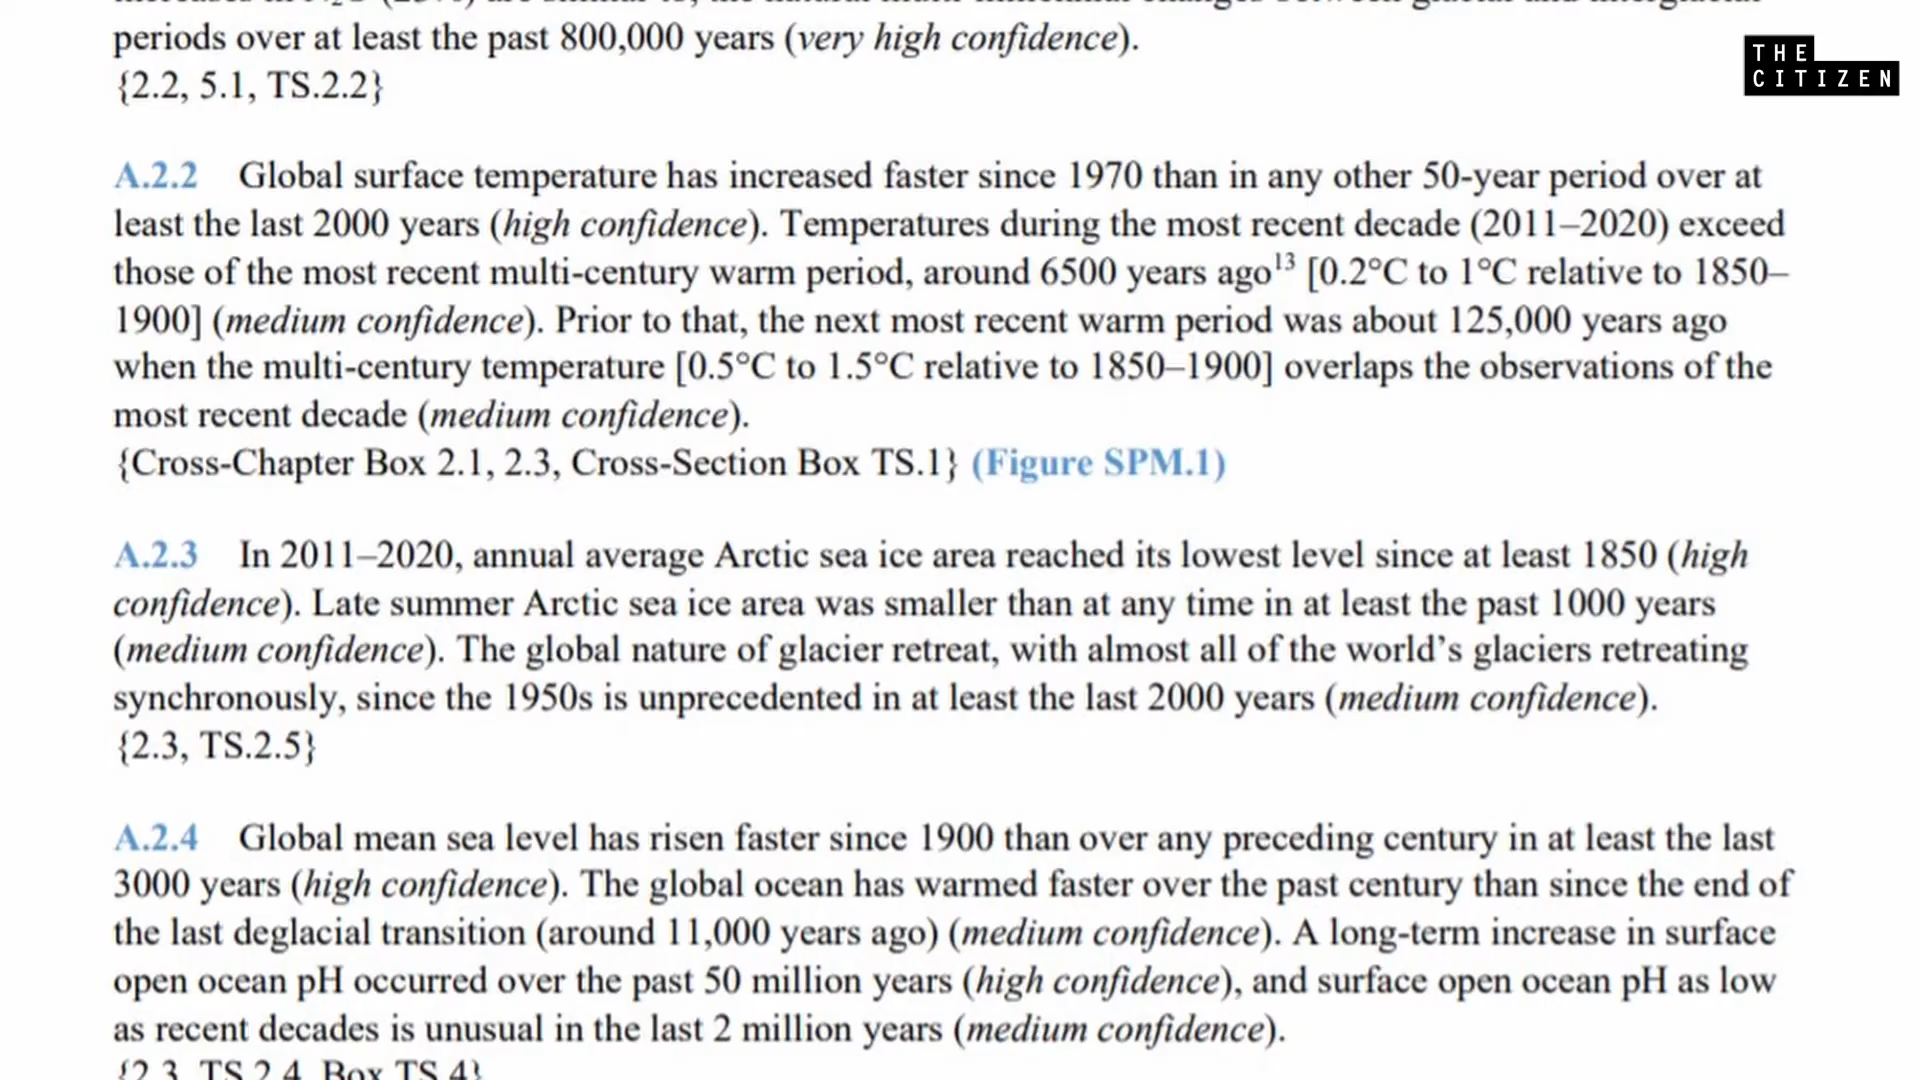 periods over at least the past 800,000 years (very high confidence).
{2.2, 5.1, TS.2.2}
THE
CITIZEN
A.2.2 Global surface temperature has increased faster since 1970 than in any other 50-year period over at
least the last 2000 years (high confidence). Temperatures during the most recent decade (2011–2020) exceed
those of the most recent multi-century warm period, around 6500 years ago¹³ [0.2°C to 1°C relative to 1850–
1900] (medium confidence). Prior to that, the next most recent warm period was about 125,000 years ago
when the multi-century temperature [0.5°C to 1.5°C relative to 1850–1900] overlaps the observations of the
most recent decade (medium confidence).
{Cross-Chapter Box 2.1, 2.3, Cross-Section Box TS.1} (Figure SPM.1)
A.2.3 In 2011–2020, annual average Arctic sea ice area reached its lowest level since at least 1850 (high
confidence). Late summer Arctic sea ice area was smaller than at any time in at least the past 1000 years
(medium confidence). The global nature of glacier retreat, with almost all of the world’s glaciers retreating
synchronously, since the 1950s is unprecedented in at least the last 2000 years (medium confidence).
{2.3, TS.2.5}
A.2.4 Global mean sea level has risen faster since 1900 than over any preceding century in at least the last
3000 years (high confidence). The global ocean has warmed faster over the past century than since the end of
the last deglacial transition (around 11,000 years ago) (medium confidence). A long-term increase in surface
open ocean pH occurred over the past 50 million years (high confidence), and surface open ocean pH as low
as recent decades is unusual in the last 2 million years (medium confidence).
{2.3, TS.2.4, Box TS.4}